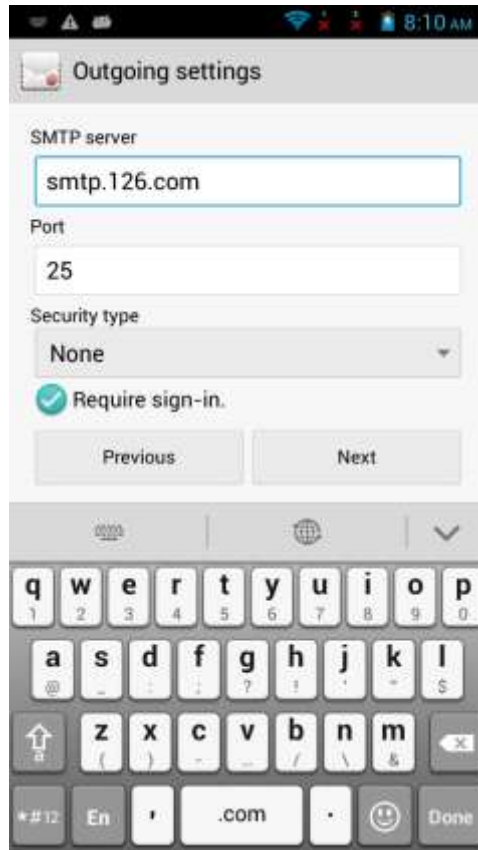 8:10 AM
Outgoing settings
SMTP server
smtp.126.com
Port
25
Security type
None
Require sign-in.
Previous Next
q w e r t y u i o p
1 2 3 4 5 6 7 8 9 0
a s d f g h j k l
@ _ : ; ? ! ' " $
z x c v b n m
( ) - … / \ &
a
*#12 En , .com . Done